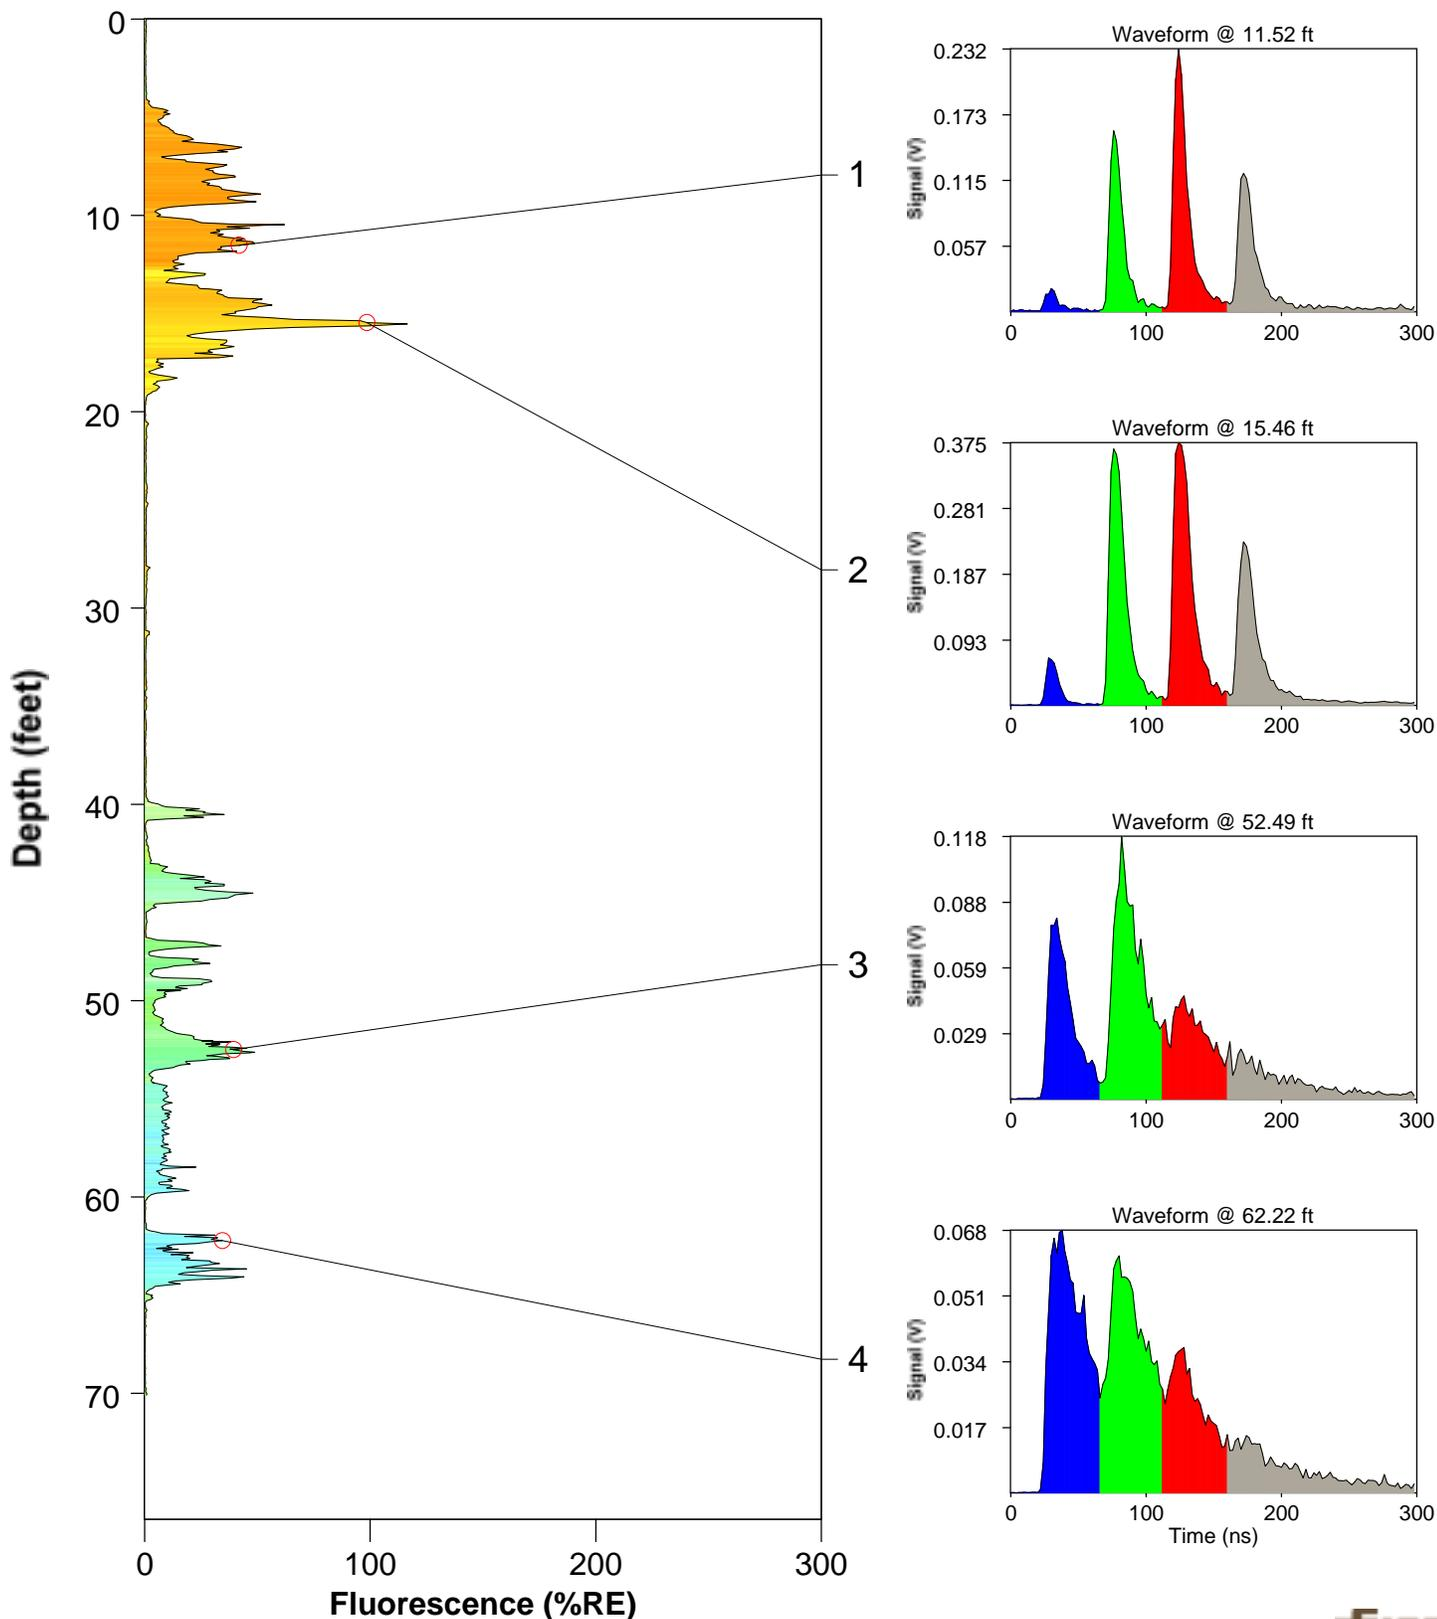 Depth (feet)
0
10
20
30
40
50
60
70
0 100 200 300
Fluorescence (%RE)
1
2
3
4
Waveform @ 11.52 ft
Signal (V)
0.232
0.173
0.115
0.057
0 100 200 300
Waveform @ 15.46 ft
Signal (V)
0.375
0.281
0.187
0.093
0 100 200 300
Waveform @ 52.49 ft
Signal (V)
0.118
0.088
0.059
0.029
0 100 200 300
Waveform @ 62.22 ft
Signal (V)
0.068
0.051
0.034
0.017
0 100 200 300
Time (ns)